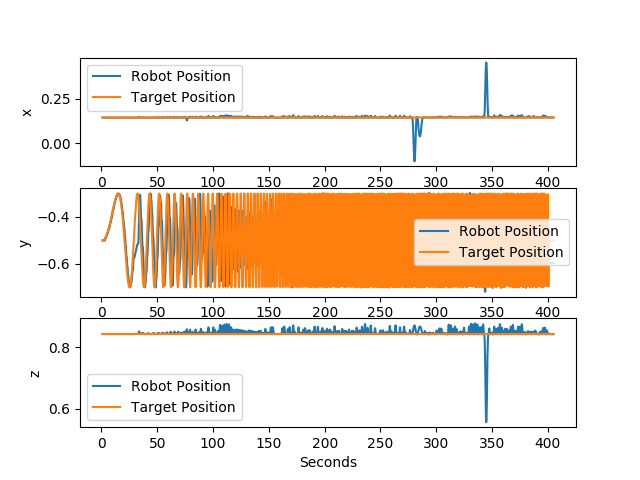 Robot Position
Target Position
0.25
0.00
x
0 50 100 150 200 250 300 350 400
−0.4
−0.6
y
Robot Position
Target Position
0 50 100 150 200 250 300 350 400
0.8
0.6
z
Robot Position
Target Position
0 50 100 150 200 250 300 350 400
Seconds